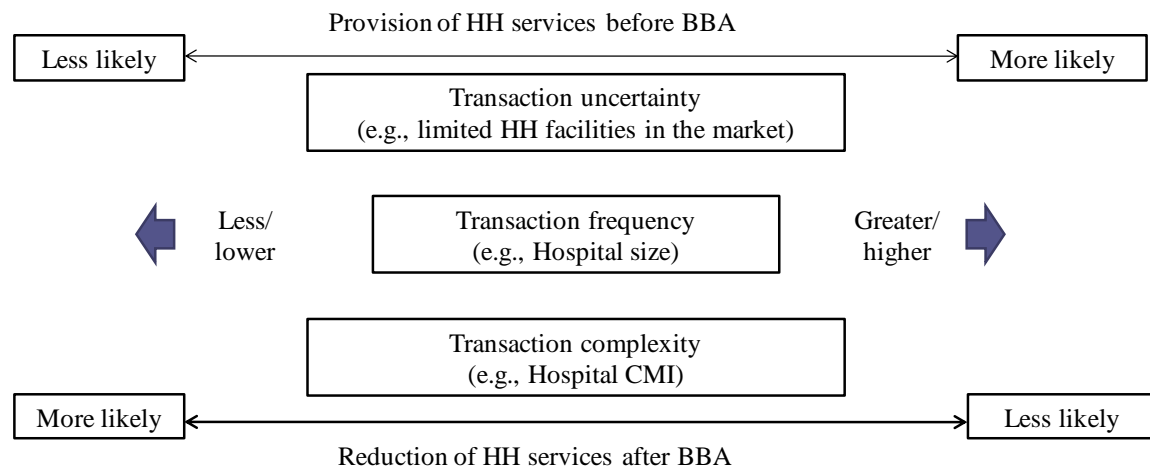 Provision of HH services before BBA
Less likely
More likely
Transaction uncertainty
(e.g., limited HH facilities in the market)
Less/
lower
Transaction frequency
(e.g., Hospital size)
Greater/
higher
Transaction complexity
(e.g., Hospital CMI)
More likely
Less likely
Reduction of HH services after BBA